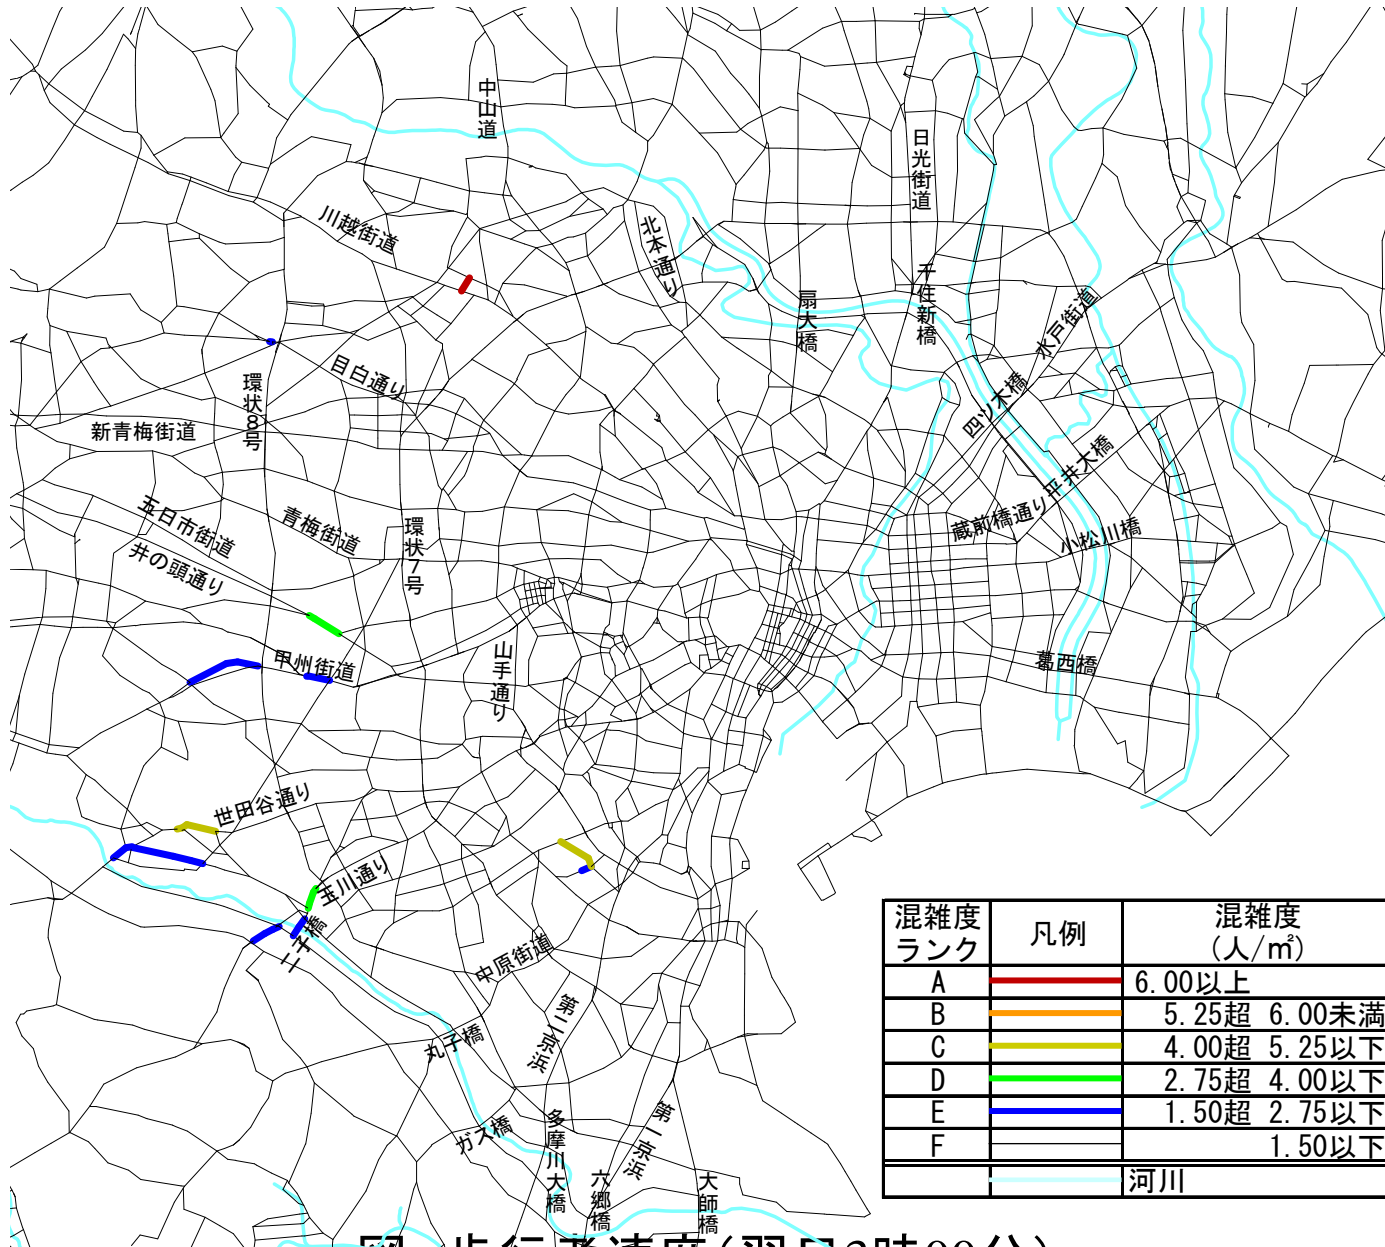 中山道
日光街道
川越街道
北本通り
千住新橋
扇大橋
水戸街道
目白通り
環状8号
四ツ木橋
新青梅街道
平井大橋
五日市街道
青梅街道
環状7号
蔵前橋通り
小松川橋
井の頭通り
山手通り
甲州街道
葛西橋
世田谷通り
玉川通り
二子橋
中原街道
第二京浜
丸子橋
ガス橋
多摩川大橋
第一京浜
六郷橋
大師橋
混雑度ランク 凡例 混雑度(人/㎡)
A 6.00以上
B 5.25超 6.00未満
C 4.00超 5.25以下
D 2.75超 4.00以下
E 1.50超 2.75以下
F 1.50以下
河川